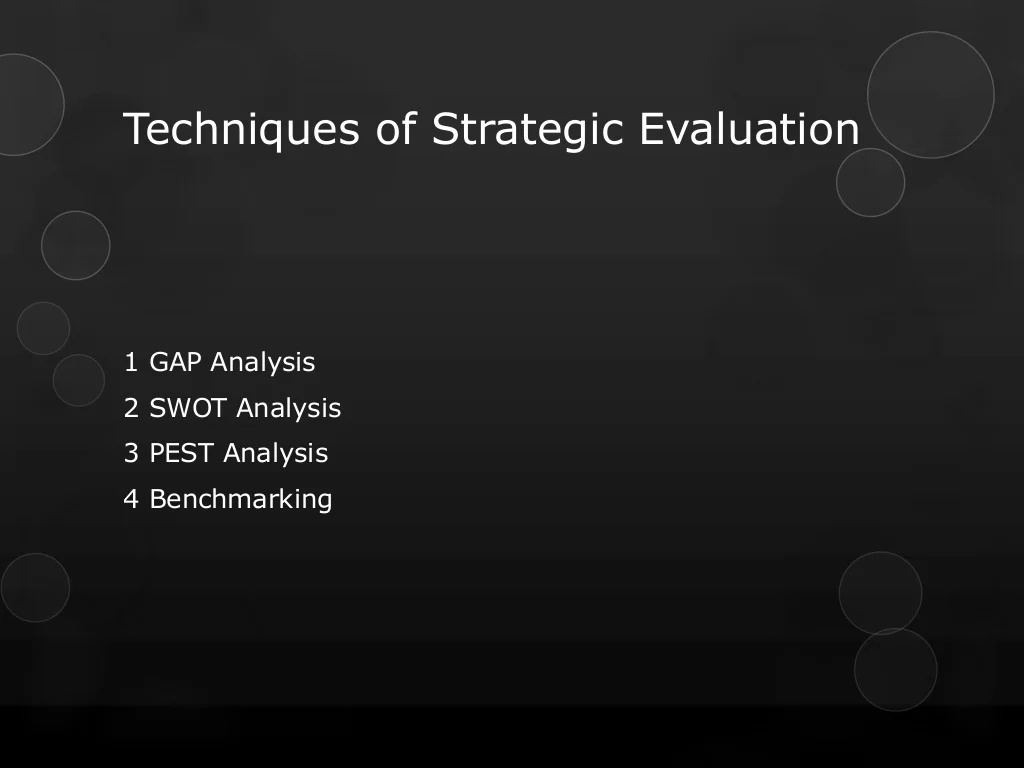 Techniques of Strategic Evaluation
1 GAP Analysis
2 SWOT Analysis
3 PEST Analysis
4 Benchmarking